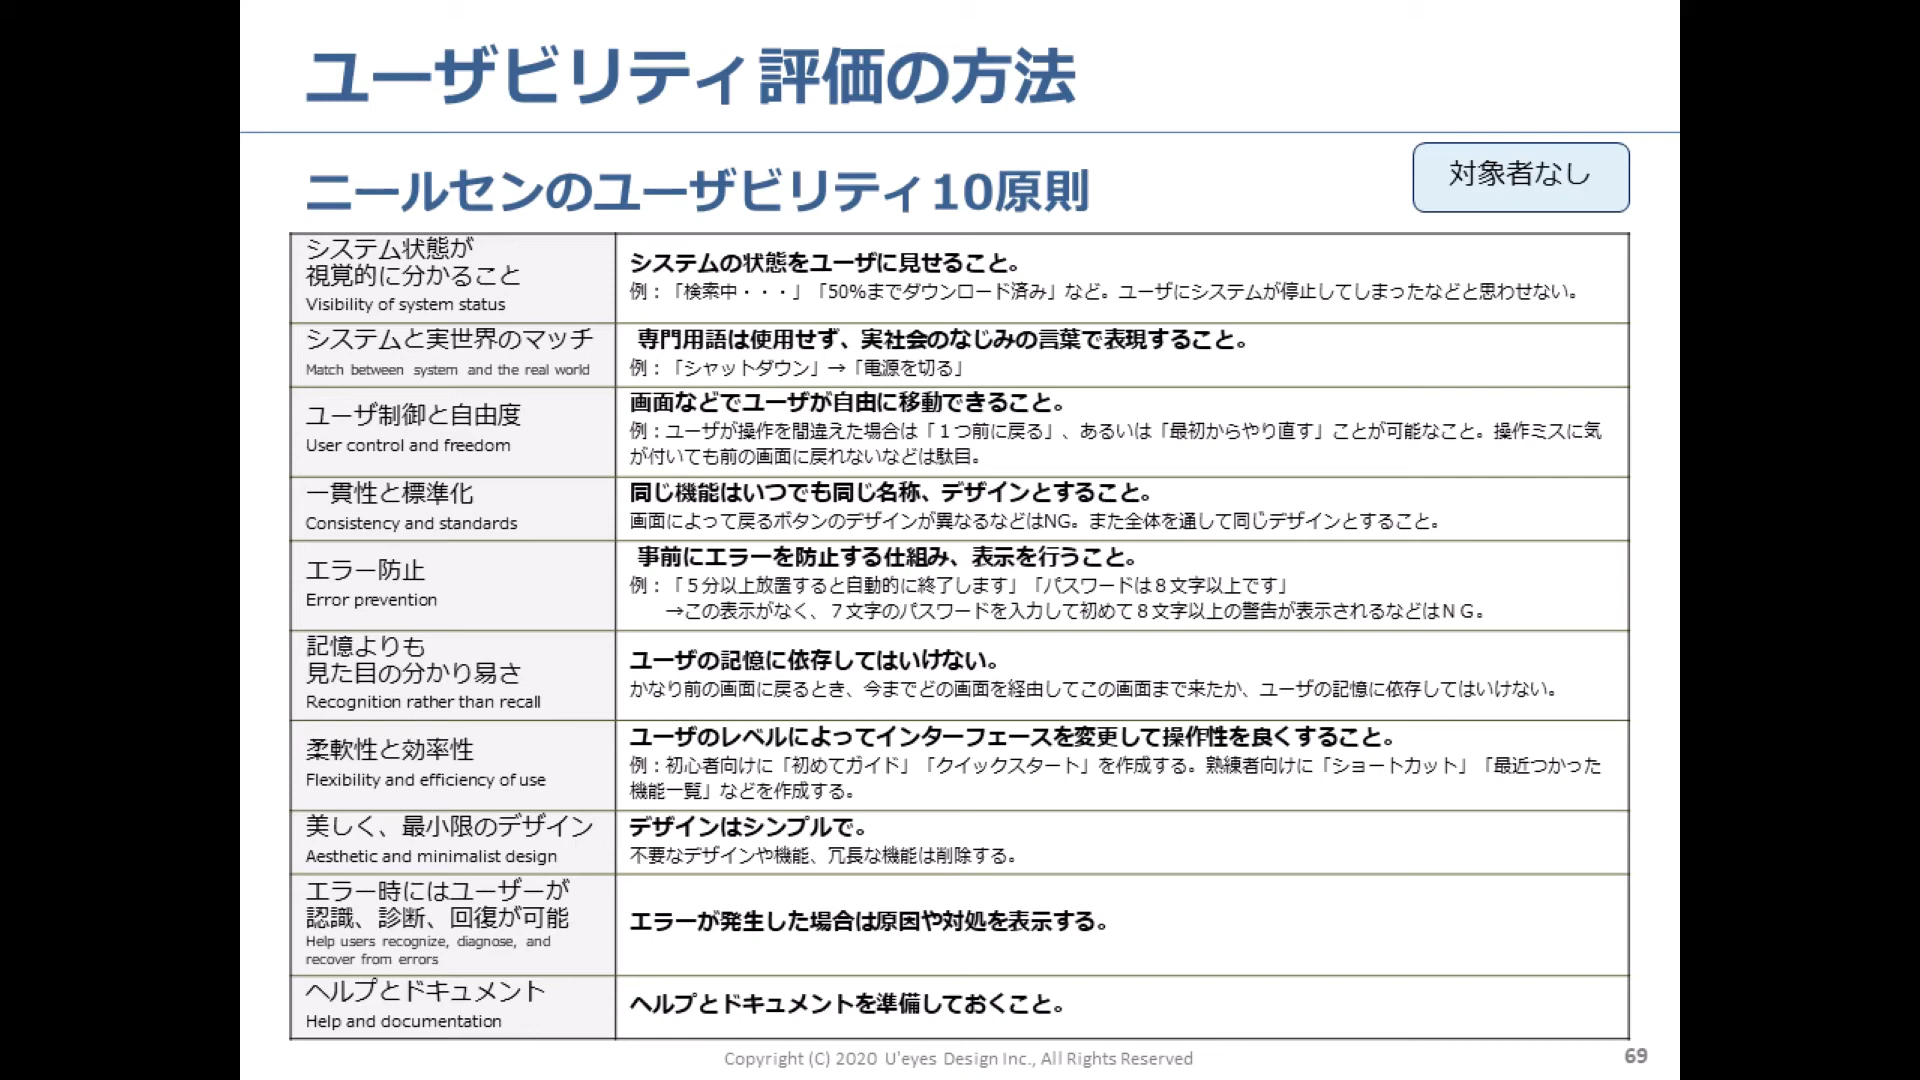 ユーザビリティ評価の方法
ニールセンのユーザビリティ10原則
対象者なし
システム状態が
視覚的に分かること
Visibility of system status
システムの状態をユーザに見せること。
例：「検索中・・・」「50%までダウンロード済み」など。ユーザにシステムが停止してしまったなどと思わせない。
システムと実世界のマッチ
Match between system and the real world
専門用語は使用せず、実社会のなじみの言葉で表現すること。
例：「シャットダウン」→「電源を切る」
ユーザ制御と自由度
User control and freedom
画面などでユーザが自由に移動できること。
例：ユーザが操作を間違えた場合は「１つ前に戻る」、あるいは「最初からやり直す」ことが可能なこと。操作ミスに気
が付いても前の画面に戻れないなどは駄目。
一貫性と標準化
Consistency and standards
同じ機能はいつでも同じ名称、デザインとすること。
画面によって戻るボタンのデザインが異なるなどはNG。また全体を通して同じデザインとすること。
エラー防止
Error prevention
事前にエラーを防止する仕組み、表示を行うこと。
例：「５分以上放置すると自動的に終了します」「パスワードは８文字以上です」
→この表示がなく、７文字のパスワードを入力して初めて８文字以上の警告が表示されるなどはＮＧ。
記憶よりも
見た目の分かり易さ
Recognition rather than recall
ユーザの記憶に依存してはいけない。
かなり前の画面に戻るとき、今までどの画面を経由してこの画面まで来たか、ユーザの記憶に依存してはいけない。
柔軟性と効率性
Flexibility and efficiency of use
ユーザのレベルによってインターフェースを変更して操作性を良くすること。
例：初心者向けに「初めてガイド」「クイックスタート」を作成する。熟練者向けに「ショートカット」「最近つかった
機能一覧」などを作成する。
美しく、最小限のデザイン
Aesthetic and minimalist design
デザインはシンプルで。
不要なデザインや機能、冗長な機能は削除する。
エラー時にはユーザーが
認識、診断、回復が可能
Help users recognize, diagnose, and
recover from errors
エラーが発生した場合は原因や対処を表示する。
ヘルプとドキュメント
Help and documentation
ヘルプとドキュメントを準備しておくこと。
Copyright (C) 2020 U'eyes Design Inc., All Rights Reserved
69